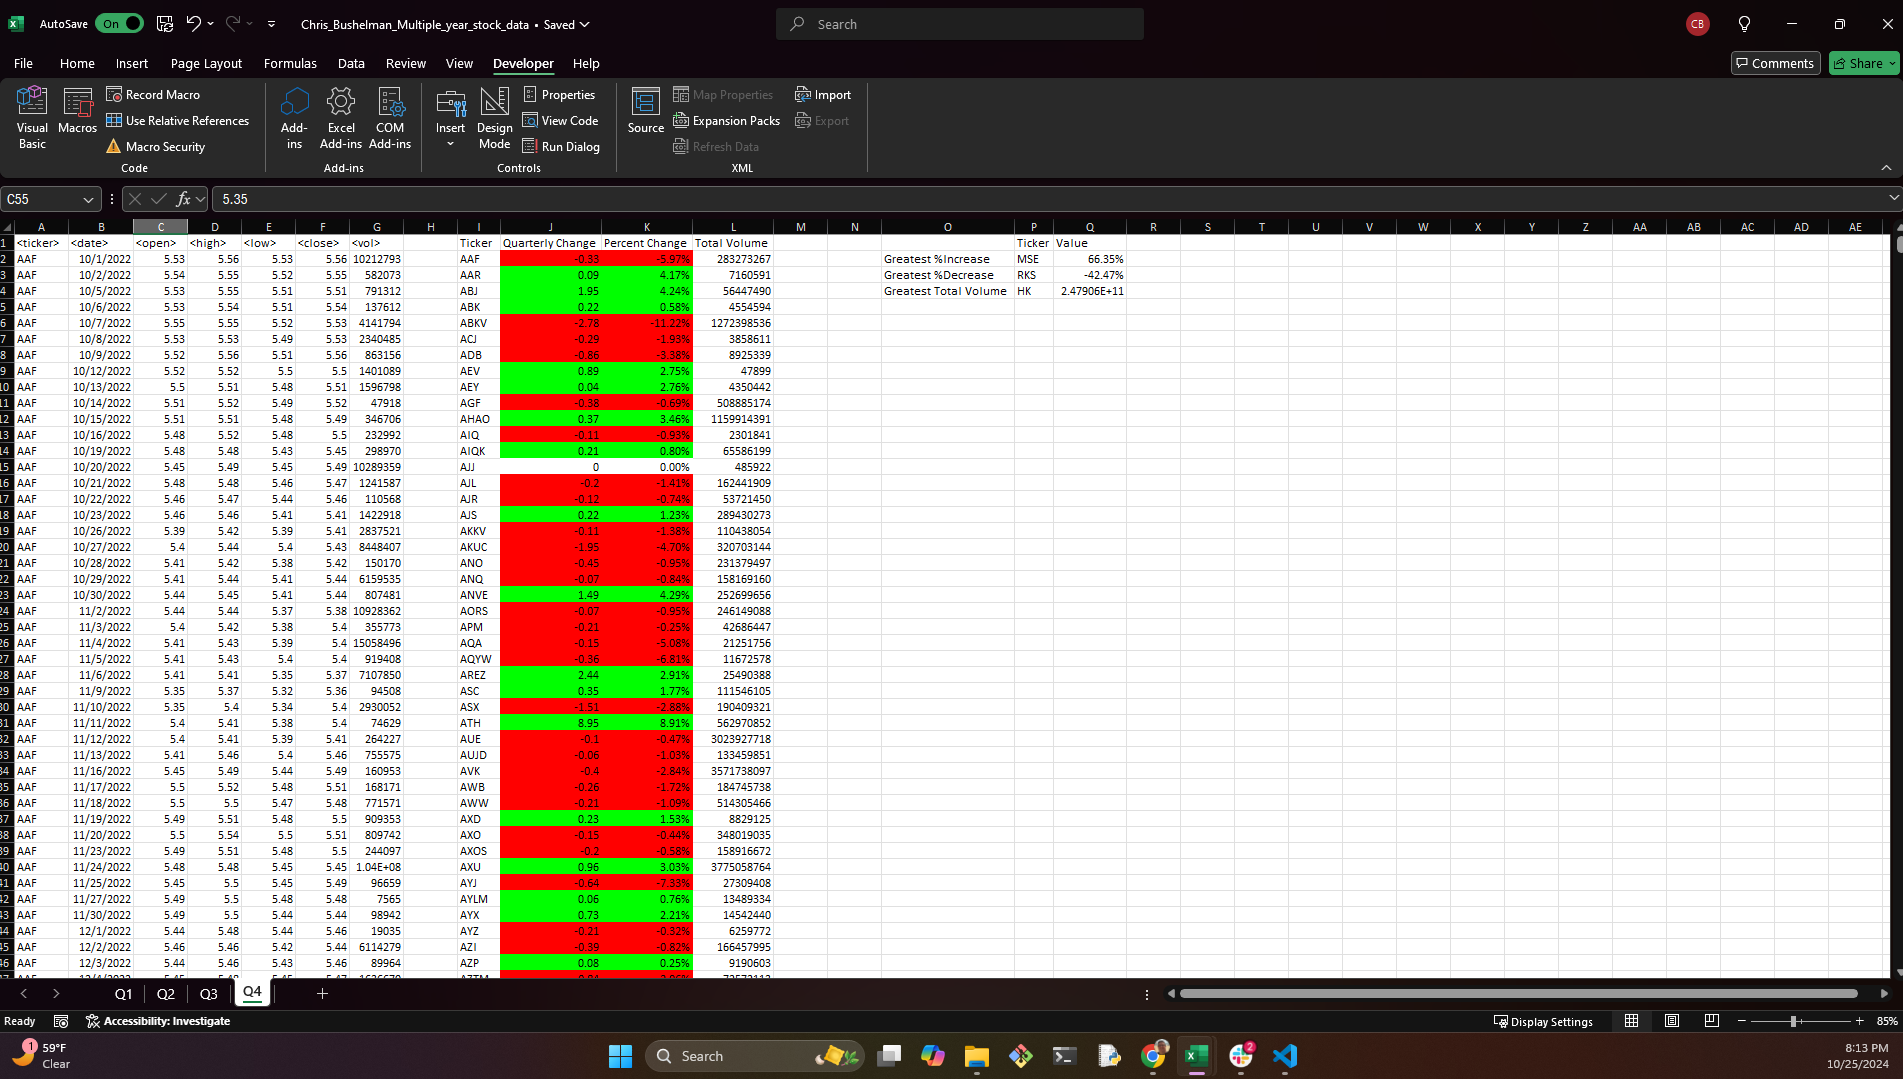 AutoSave On Chris_Bushelman_Multiple_year_stock_data • Saved Search CB
File Home Insert Page Layout Formulas Data Review View Developer Help Comments Share
Visual Basic Macros Record Macro Use Relative References Macro Security Code
Add-ins Excel Add-ins COM Add-ins Add-ins
Insert Design Mode Properties View Code Run Dialog Controls
Source Map Properties Expansion Packs Refresh Data Import Export XML
C55 fx 5.35
A B C D E F G H I J K L M N O P Q R S T U V W X Y Z AA AB AC AD AE
1 <ticker> <date> <open> <high> <low> <close> <vol> Ticker Quarterly Change Percent Change Total Volume Ticker Value
2 AAF 10/1/2022 5.53 5.56 5.53 5.56 10212793 AAF -0.33 -5.97% 283273267 Greatest %Increase MSE 66.35%
3 AAF 10/2/2022 5.54 5.55 5.52 5.55 582073 AAR 0.09 4.17% 7160591 Greatest %Decrease RKS -42.47%
4 AAF 10/5/2022 5.53 5.55 5.51 5.51 791312 ABJ 1.95 4.24% 56447490 Greatest Total Volume HK 2.47906E+11
5 AAF 10/6/2022 5.53 5.54 5.51 5.54 137612 ABK 0.22 0.58% 4554594
6 AAF 10/7/2022 5.55 5.55 5.52 5.53 4141794 ABKV -2.78 -11.22% 1272398536
7 AAF 10/8/2022 5.53 5.53 5.49 5.53 2340485 ACJ -0.29 -1.93% 3858611
8 AAF 10/9/2022 5.52 5.56 5.51 5.56 863156 ADB -0.86 -3.38% 8925339
9 AAF 10/12/2022 5.52 5.52 5.5 5.5 1401089 AEV 0.89 2.75% 47899
10 AAF 10/13/2022 5.5 5.51 5.48 5.51 1596798 AEY 0.04 2.76% 4350442
11 AAF 10/14/2022 5.51 5.52 5.49 5.52 47918 AGF -0.38 -0.69% 508885174
12 AAF 10/15/2022 5.51 5.51 5.48 5.49 346706 AHAO 0.37 3.46% 1159914391
13 AAF 10/16/2022 5.48 5.52 5.48 5.5 232992 AIQ -0.11 -0.93% 2301841
14 AAF 10/19/2022 5.48 5.48 5.43 5.45 298970 AIQK 0.21 0.80% 65586199
15 AAF 10/20/2022 5.45 5.49 5.45 5.49 10289359 AJJ 0 0.00% 485922
16 AAF 10/21/2022 5.48 5.48 5.46 5.47 1241587 AJL -0.2 -1.41% 162441909
17 AAF 10/22/2022 5.46 5.47 5.44 5.46 110568 AJR -0.12 -0.74% 53721450
18 AAF 10/23/2022 5.46 5.46 5.41 5.41 1422918 AJS 0.22 1.23% 289430273
19 AAF 10/26/2022 5.39 5.42 5.39 5.41 2837521 AKKV -0.11 -1.38% 110438054
20 AAF 10/27/2022 5.4 5.44 5.4 5.43 8448407 AKUC -1.95 -4.70% 320703144
21 AAF 10/28/2022 5.41 5.42 5.38 5.42 150170 ANO -0.45 -0.95% 231379497
22 AAF 10/29/2022 5.41 5.44 5.41 5.44 6159535 ANQ -0.07 -0.84% 158169160
23 AAF 10/30/2022 5.44 5.45 5.41 5.44 807481 ANVE 1.49 4.29% 252699656
24 AAF 11/2/2022 5.44 5.44 5.37 5.38 10928362 AORS -0.07 -0.95% 246149088
25 AAF 11/3/2022 5.4 5.42 5.38 5.4 355773 APM -0.21 -0.25% 42686447
26 AAF 11/4/2022 5.41 5.43 5.39 5.4 15058496 AQA -0.15 -5.08% 21251756
27 AAF 11/5/2022 5.41 5.43 5.4 5.4 919408 AQYW -0.36 -6.81% 11672578
28 AAF 11/6/2022 5.41 5.41 5.35 5.37 7107850 AREZ 2.44 2.91% 25490388
29 AAF 11/9/2022 5.35 5.37 5.32 5.36 94508 ASC 0.35 1.77% 111546105
30 AAF 11/10/2022 5.35 5.4 5.34 5.4 2930052 ASX -1.51 -2.88% 190409321
31 AAF 11/11/2022 5.4 5.41 5.38 5.4 74629 ATH 8.95 8.91% 562970852
32 AAF 11/12/2022 5.4 5.41 5.39 5.41 264227 AUE -0.1 -0.47% 3023927718
33 AAF 11/13/2022 5.41 5.46 5.4 5.46 755575 AUJD -0.06 -1.03% 133459851
34 AAF 11/16/2022 5.45 5.49 5.44 5.49 160953 AVK -0.4 -2.84% 3571738097
35 AAF 11/17/2022 5.5 5.52 5.48 5.51 168171 AWB -0.26 -1.72% 184745738
36 AAF 11/18/2022 5.5 5.5 5.47 5.48 771571 AWW -0.21 -1.09% 514305466
37 AAF 11/19/2022 5.49 5.51 5.48 5.5 909353 AXD 0.23 1.53% 8829125
38 AAF 11/20/2022 5.5 5.54 5.5 5.51 809742 AXO -0.15 -0.44% 348019035
39 AAF 11/23/2022 5.49 5.51 5.48 5.5 244097 AXOS -0.2 -0.58% 158916672
40 AAF 11/24/2022 5.48 5.48 5.45 5.45 1.04E+08 AXU 0.96 3.03% 3775058764
41 AAF 11/25/2022 5.45 5.5 5.45 5.49 96659 AYJ -0.64 -7.33% 27309408
42 AAF 11/27/2022 5.49 5.5 5.48 5.48 7565 AYLM 0.06 0.76% 13489334
43 AAF 11/30/2022 5.49 5.5 5.44 5.44 98942 AYX 0.73 2.21% 14542440
44 AAF 12/1/2022 5.44 5.48 5.44 5.46 19035 AYZ -0.21 -0.32% 6259772
45 AAF 12/2/2022 5.46 5.46 5.42 5.44 6114279 AZI -0.39 -0.82% 166457995
46 AAF 12/3/2022 5.44 5.46 5.43 5.46 89964 AZP 0.08 0.25% 9190603
Q1 Q2 Q3 Q4
Ready Accessibility: Investigate Display Settings 85%
1 59°F Search 2 8:13 PM
Clear 10/25/2024